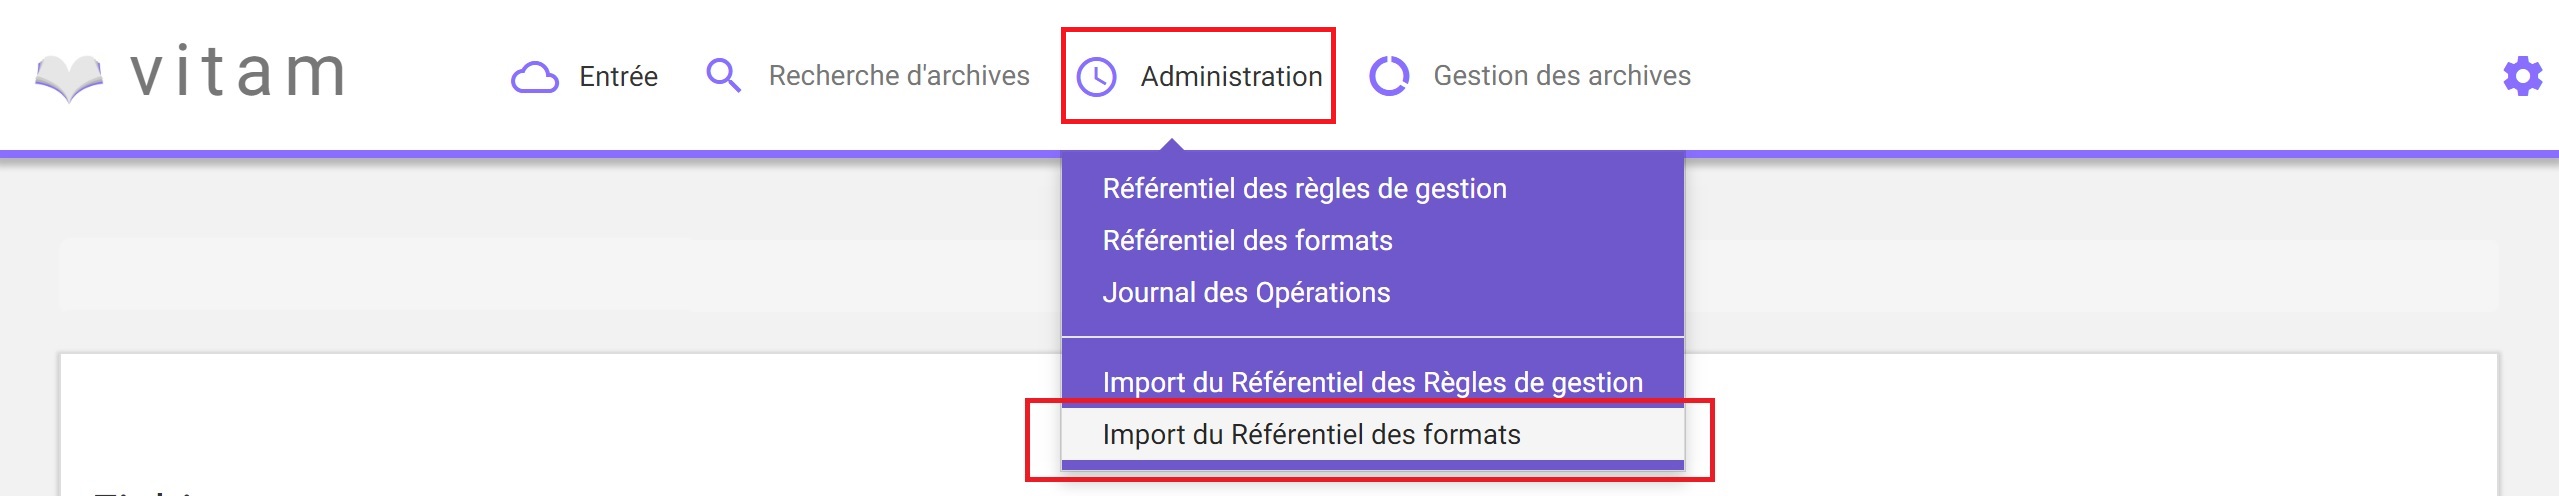 vitam
Entrée
Recherche d'archives
Administration
Gestion des archives
Référentiel des règles de gestion
Référentiel des formats
Journal des Opérations
Import du Référentiel des Règles de gestion
Import du Référentiel des formats